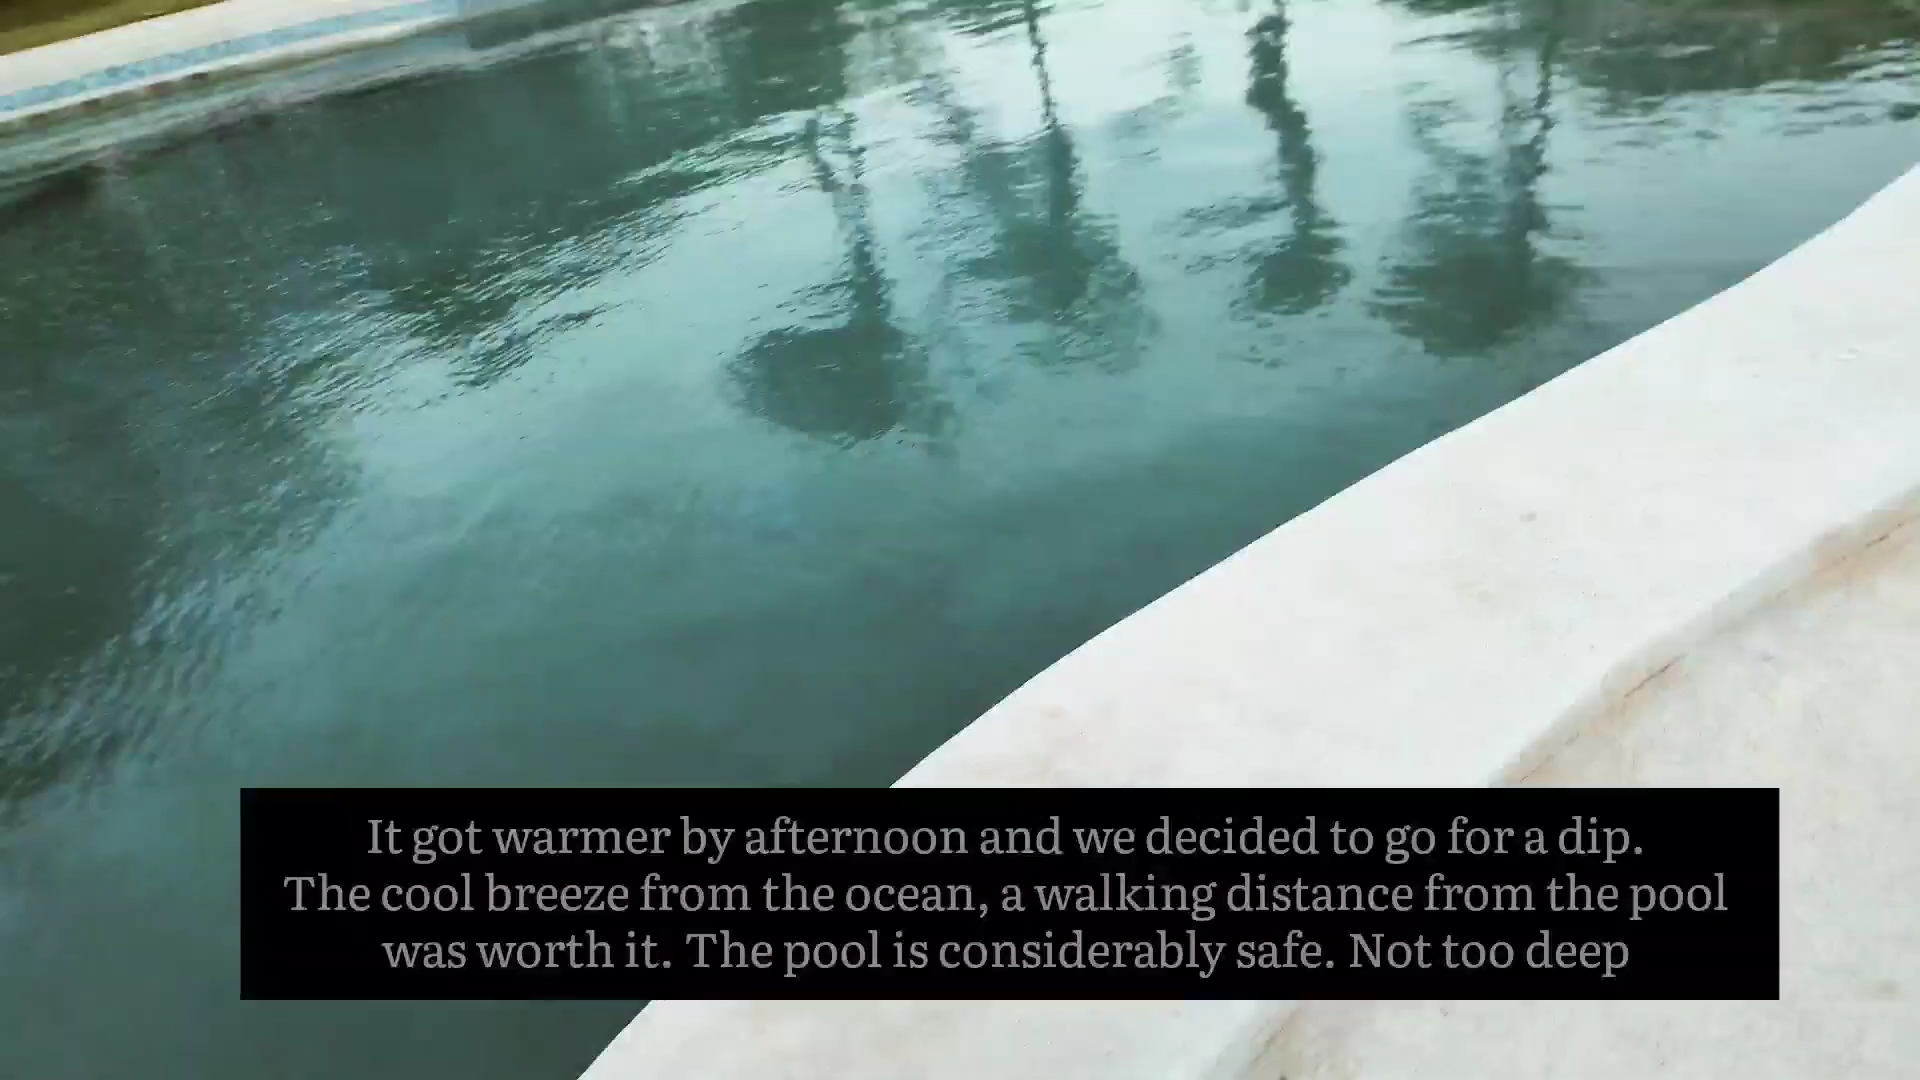 It got warmer by afternoon and we decided to go for a dip.
The cool breeze from the ocean, a walking distance from the pool
was worth it. The pool is considerably safe. Not too deep